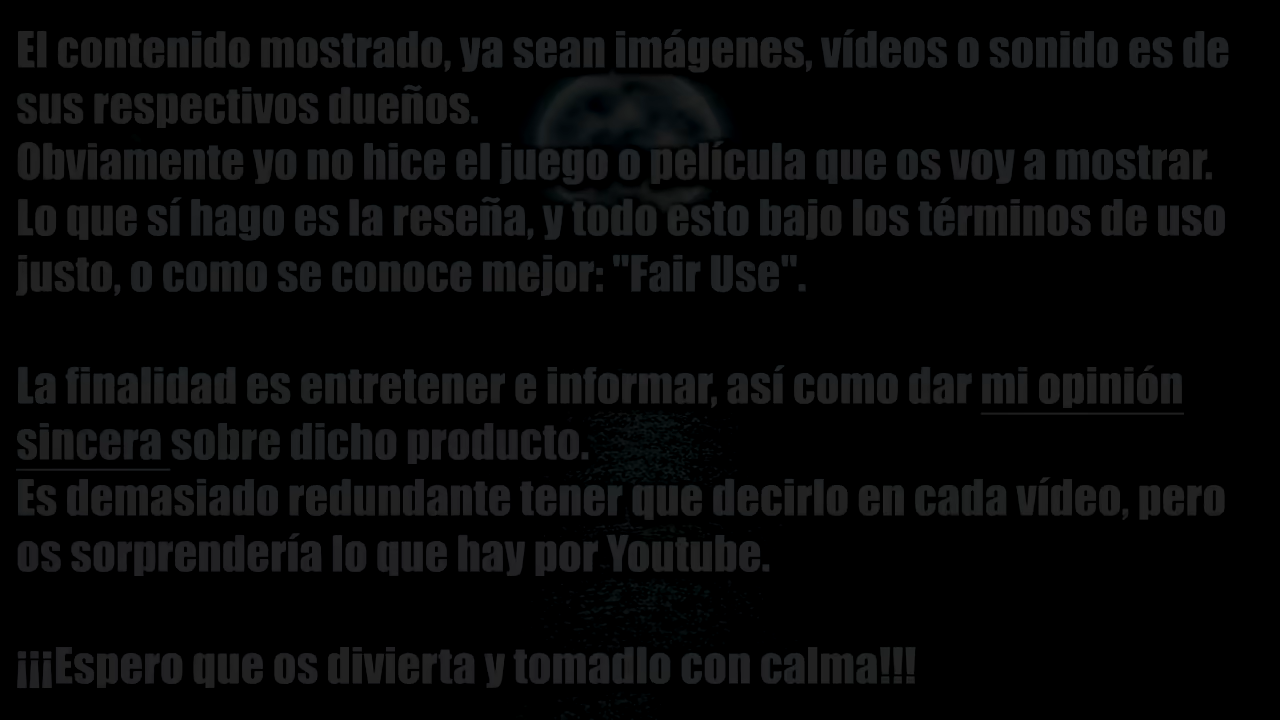 El contenido mostrado, ya sean imágenes, vídeos o sonido es de
sus respectivos dueños.
Obviamente yo no hice el juego o película que os voy a mostrar.
Lo que sí hago es la reseña, y todo esto bajo los términos de uso
justo, o como se conoce mejor: "Fair Use".
La finalidad es entretener e informar, así como dar mi opinión
sincera sobre dicho producto.
Es demasiado redundante tener que decirlo en cada vídeo, pero
os sorprendería lo que hay por Youtube.
¡¡¡Espero que os divierta y tomadlo con calma!!!